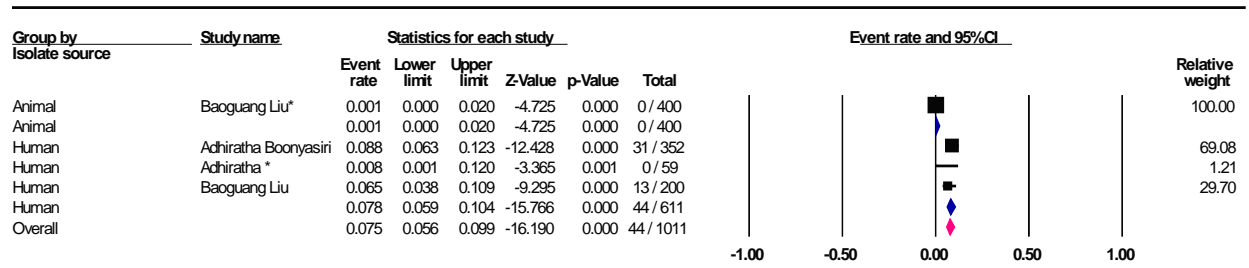 Group by Study name Statistics for each study Event rate and 95%CI
Isolate source
Event Lower Upper Relative
rate limit limit Z-Value p-Value Total weight
Animal Baoguang Liu* 0.001 0.000 0.020 -4.725 0.000 0 / 400 100.00
Animal 0.001 0.000 0.020 -4.725 0.000 0 / 400
Human Adhiratha Boonyasiri 0.088 0.063 0.123 -12.428 0.000 31 / 352 69.08
Human Adhiratha * 0.008 0.001 0.120 -3.365 0.001 0 / 59 1.21
Human Baoguang Liu 0.065 0.038 0.109 -9.295 0.000 13 / 200 29.70
Human 0.078 0.059 0.104 -15.766 0.000 44 / 611
Overall 0.075 0.056 0.099 -16.190 0.000 44 / 1011
-1.00 -0.50 0.00 0.50 1.00